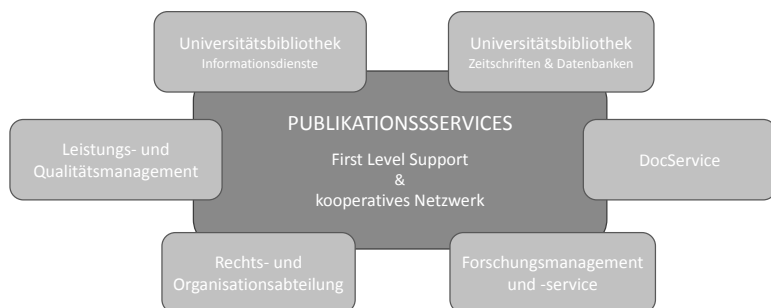 Universitätsbibliothek
Informationsdienste
Universitätsbibliothek
Zeitschriften & Datenbanken
PUBLIKATIONSSSERVICES
First Level Support
&
kooperatives Netzwerk
Leistungs- und
Qualitätsmanagement
DocService
Rechts- und
Organisationsabteilung
Forschungsmanagement
und -service